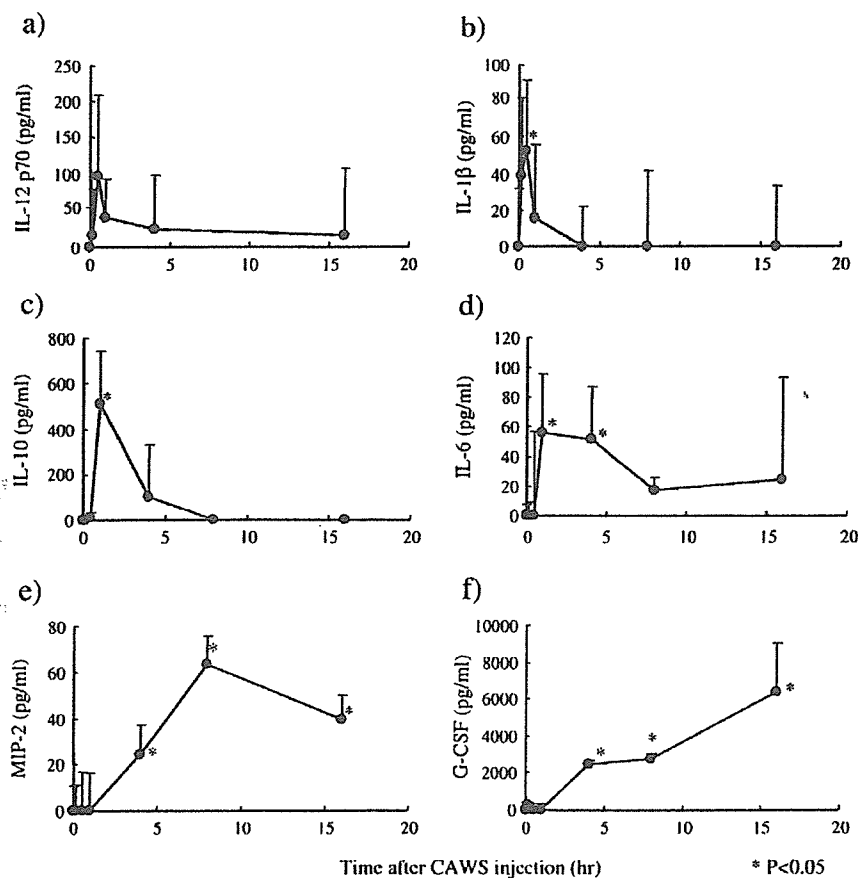 a)
IL-12 p70 (pg/ml)
250
200
150
100
50
0
0 5 10 15 20
b)
IL-1β (pg/ml)
100
80
60
40
20
0
*
0 5 10 15 20
c)
IL-10 (pg/ml)
800
600
400
200
0
*
0 5 10 15 20
d)
IL-6 (pg/ml)
120
100
80
60
40
20
0
* *
0 5 10 15 20
e)
MIP-2 (pg/ml)
80
60
40
20
0
* * *
0 5 10 15 20
f)
G-CSF (pg/ml)
10000
8000
6000
4000
2000
0
* * *
0 5 10 15 20
Time after CAWS injection (hr)
* P<0.05